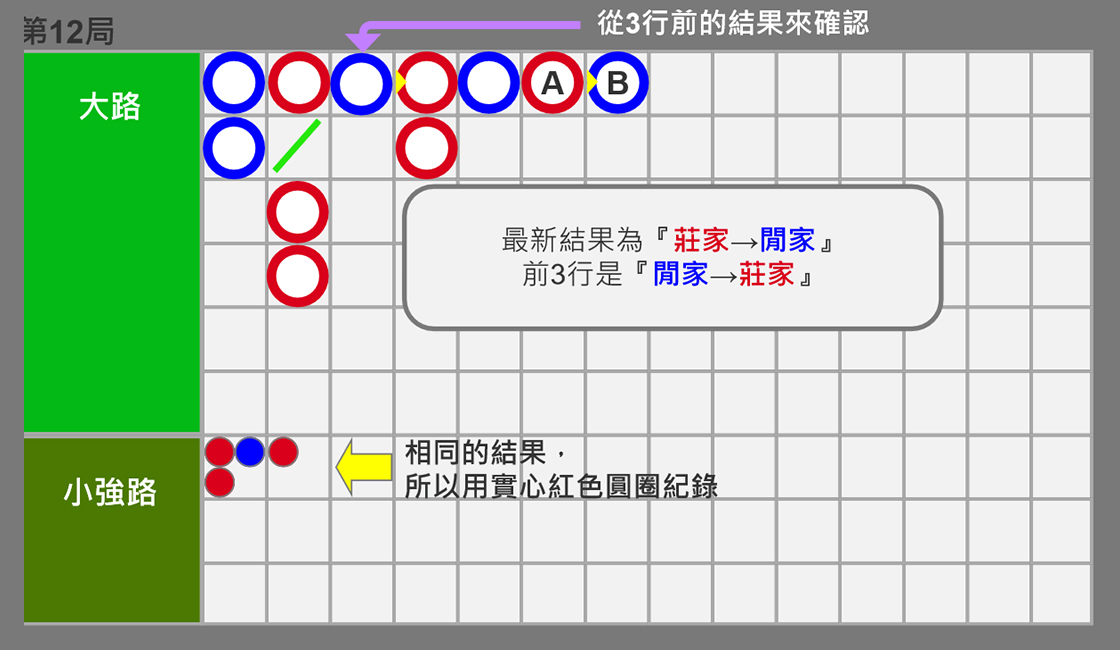 第12局
從3行前的結果來確認
大路
A
B
最新結果為『莊家→閒家』
前3行是『閒家→莊家』
小強路
相同的結果，
所以用實心紅色圓圈紀錄